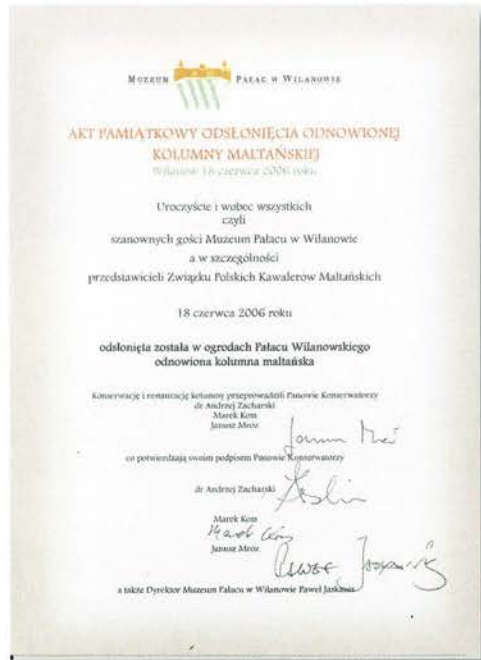 MUZEUM PAŁAC W WILANOWIE
AKT PAMIĄTKOWY ODSŁONIĘCIA ODNOWIONEJ
KOLUMNY MALTAŃSKIEJ
Wilanów 18 czerwca 2006 roku
Uroczyście i wobec wszystkich
czyli
szanownych gości Muzeum Pałacu w Wilanowie
a w szczególności
przedstawicieli Związku Polskich Kawalerów Maltańskich
18 czerwca 2006 roku
odsłonięta została w ogrodach Pałacu Wilanowskiego
odnowiona kolumna maltańska
Konserwację i restaurację kolumny przeprowadzili Panowie Konserwatorzy
dr Andrzej Zacharski
Marek Kom
Janusz Mróz
co potwierdzają swoim podpisem Panowie Konserwatorzy
dr Andrzej Zacharski
Marek Kom
Janusz Mróz
a także Dyrektor Muzeum Pałacu w Wilanowie Paweł Jaskanis